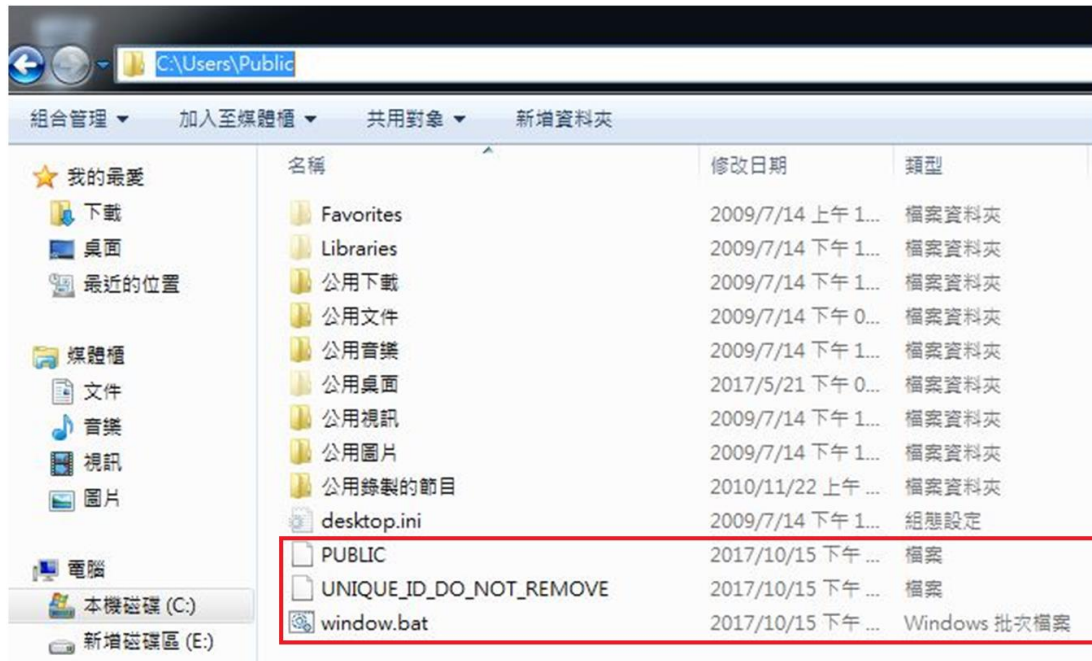 C:\Users\Public
組合管理 加入至媒體櫃 共用對象 新增資料夾
我的最愛
下載
桌面
最近的位置
媒體櫃
文件
音樂
視訊
圖片
電腦
本機磁碟 (C:)
新增磁碟區 (E:)
名稱 修改日期 類型
Favorites 2009/7/14 上午 1... 檔案資料夾
Libraries 2009/7/14 下午 1... 檔案資料夾
公用下載 2009/7/14 下午 1... 檔案資料夾
公用文件 2009/7/14 下午 0... 檔案資料夾
公用音樂 2009/7/14 下午 1... 檔案資料夾
公用桌面 2017/5/21 下午 0... 檔案資料夾
公用視訊 2009/7/14 下午 1... 檔案資料夾
公用圖片 2009/7/14 下午 1... 檔案資料夾
公用錄製的節目 2010/11/22 上午 ... 檔案資料夾
desktop.ini 2009/7/14 下午 1... 組態設定
PUBLIC 2017/10/15 下午 ... 檔案
UNIQUE_ID_DO_NOT_REMOVE 2017/10/15 下午 ... 檔案
window.bat 2017/10/15 下午 ... Windows 批次檔案